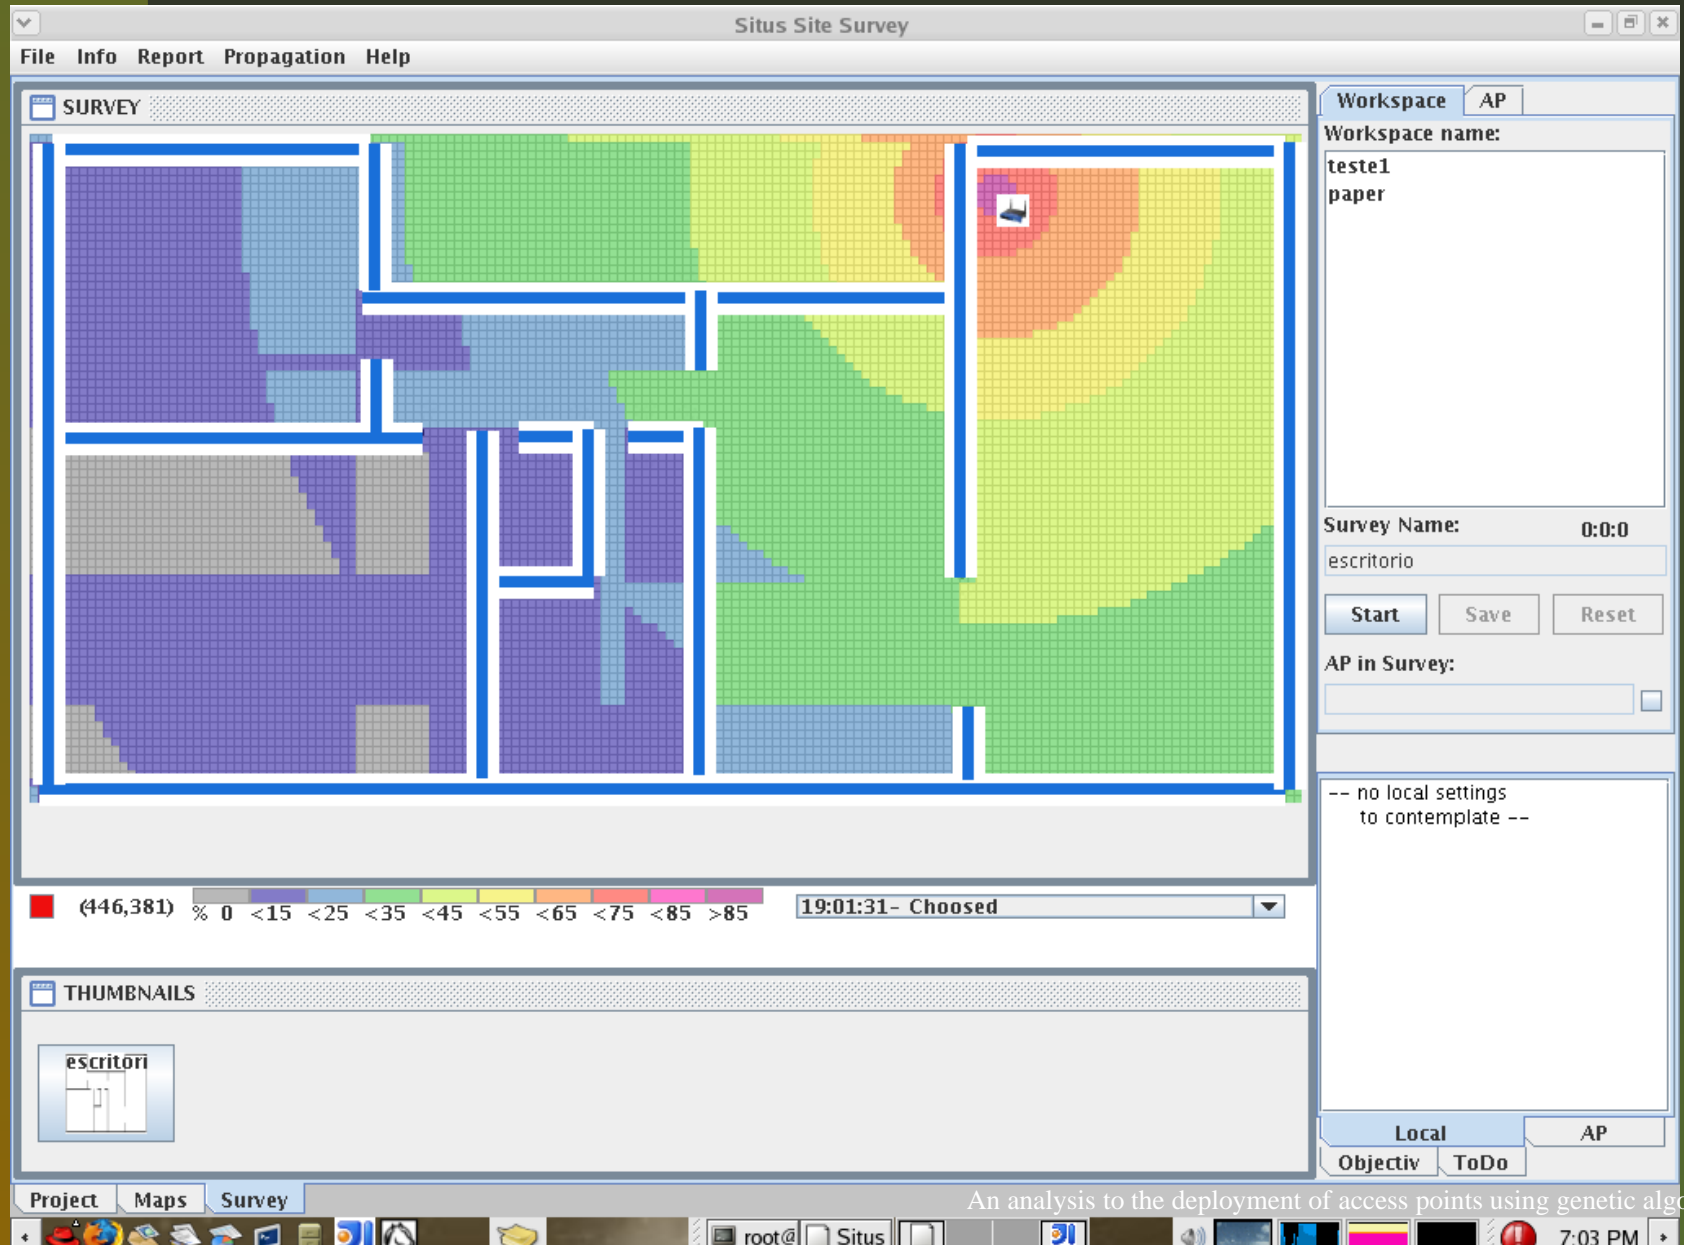 Situs Site Survey
File Info Report Propagation Help
SURVEY
Workspace AP
Workspace name:
teste1
paper
Survey Name: 0:0:0
escritorio
Start Save Reset
AP in Survey:
-- no local settings
to contemplate --
(446,381) % 0 <15 <25 <35 <45 <55 <65 <75 <85 >85 19:01:31- Choosed
THUMBNAILS
escritori
Local AP
Objectiv ToDo
Project Maps Survey
An analysis to the deployment of access points using genetic algo
root@ Situs 7:03 PM